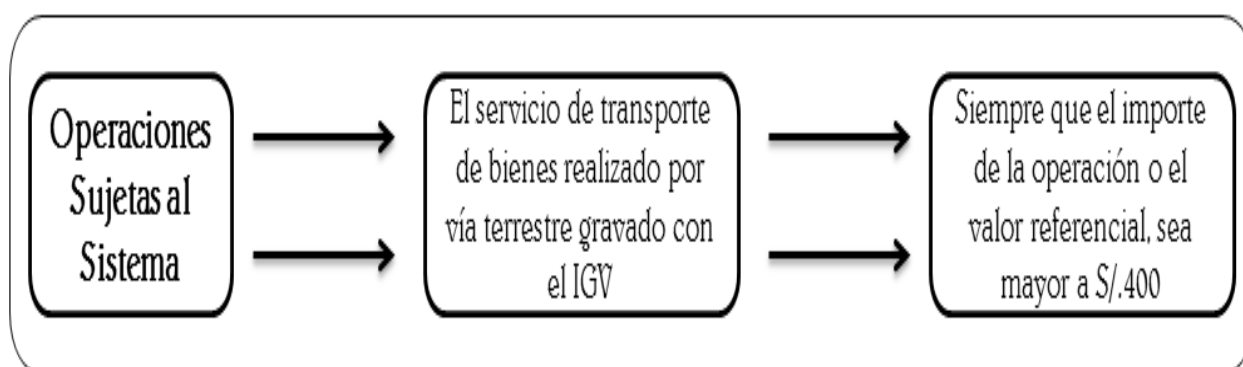 Operaciones
Sujetas al
Sistema
El servicio de transporte
de bienes realizado por
vía terrestre gravado con
el IGV
Siempre que el importe
de la operación o el
valor referencial, sea
mayor a S/.400